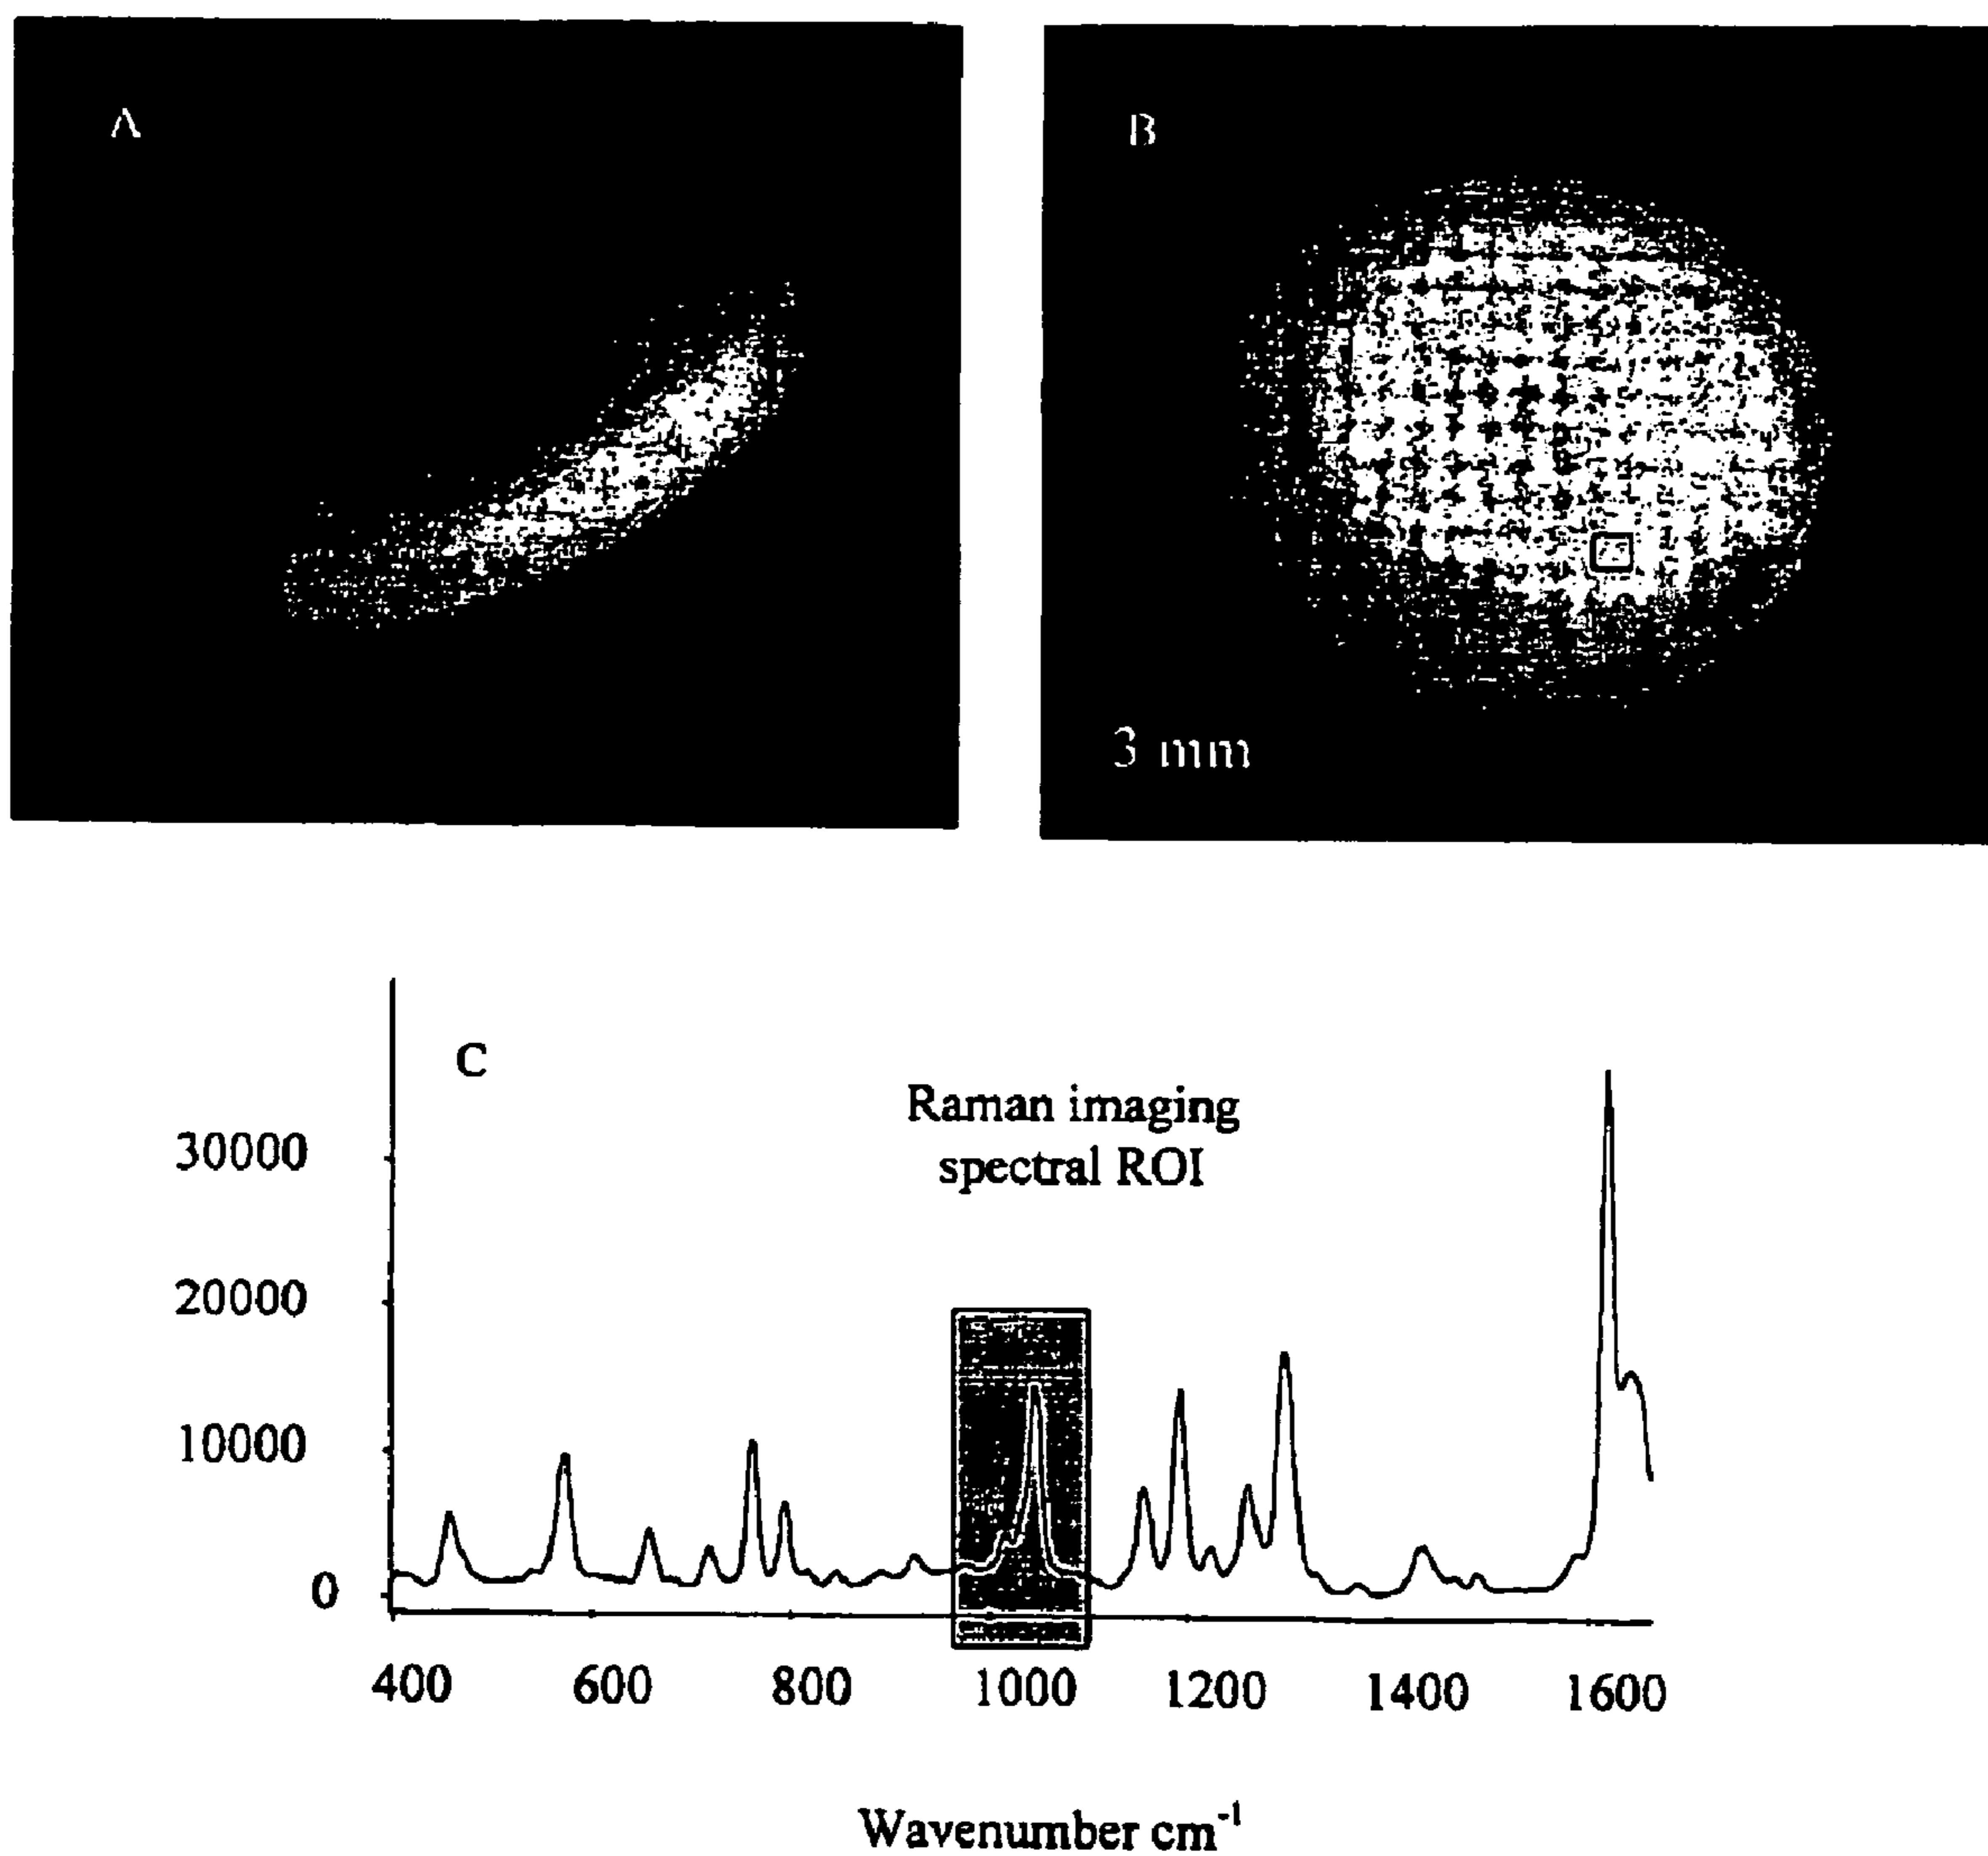 A
B
3 mm
C
Raman imaging
spectral ROI
30000
20000
10000
0
400 600 800 1000 1200 1400 1600
Wavenumber cm⁻¹